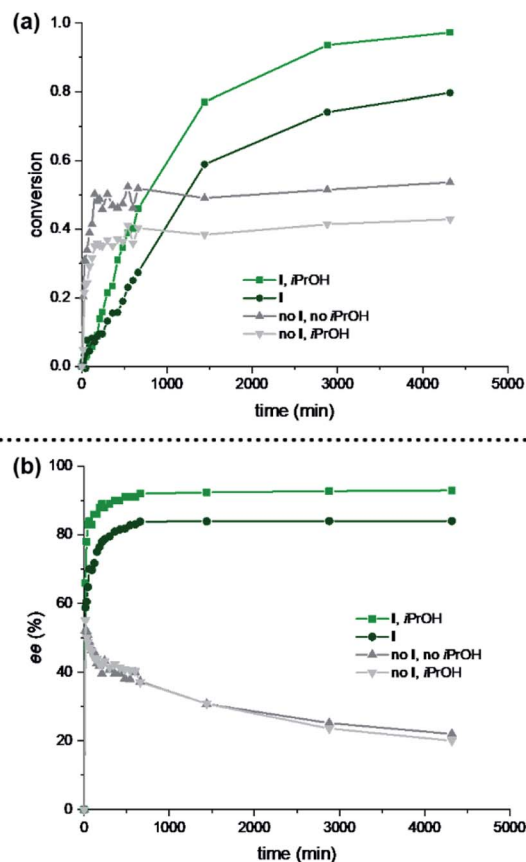 (a)
1.0
0.8
0.6
0.4
0.2
0.0
conversion
I, iPrOH
I
no I, no iPrOH
no I, iPrOH
0 1000 2000 3000 4000 5000
time (min)
(b)
100
80
60
40
20
0
ee (%)
I, iPrOH
I
no I, no iPrOH
no I, iPrOH
0 1000 2000 3000 4000 5000
time (min)